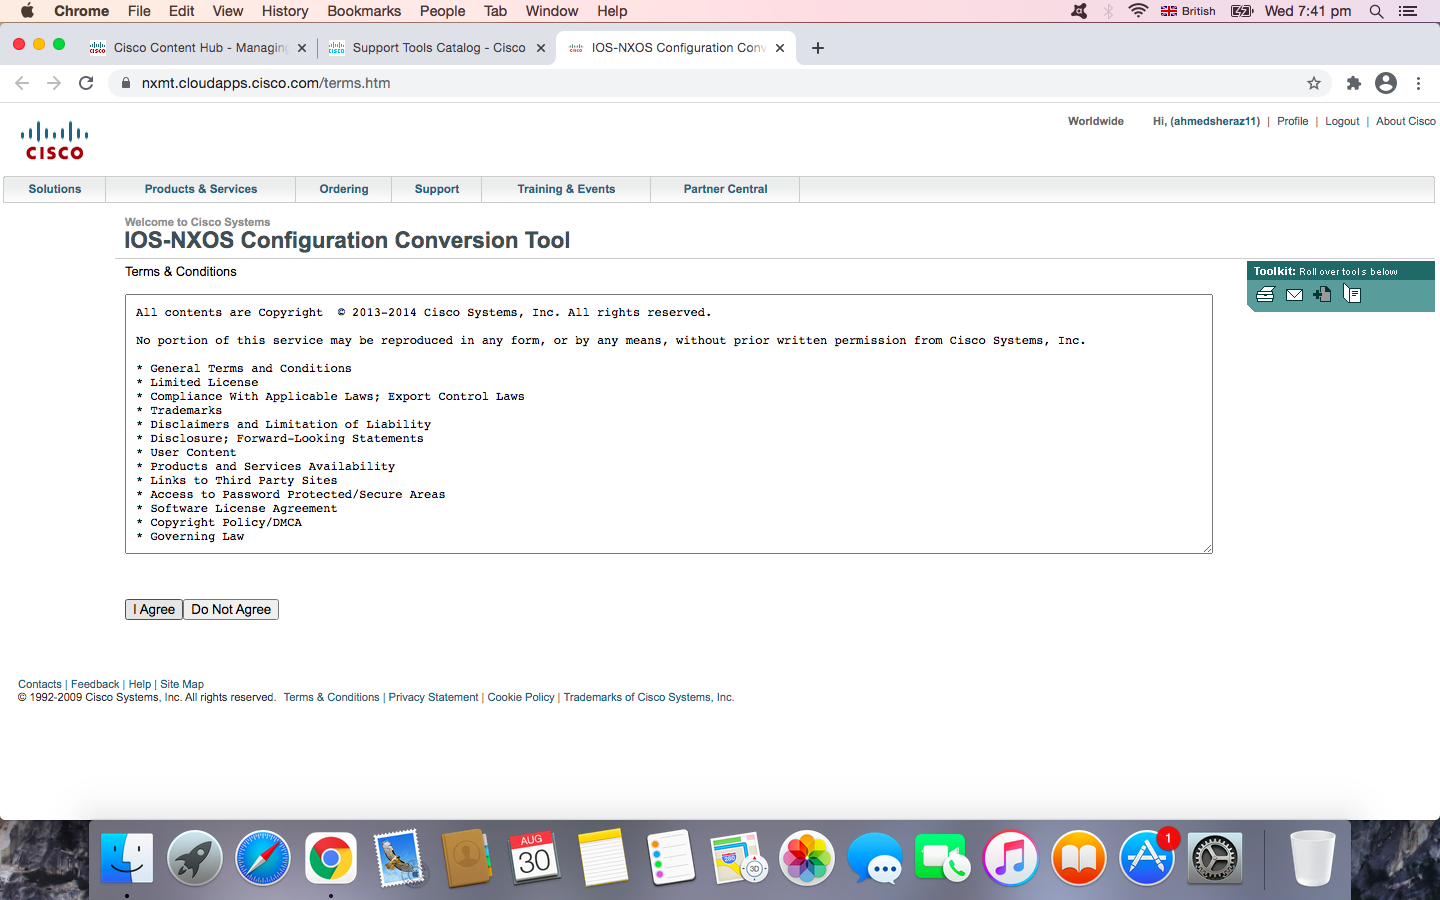 Chrome File Edit View History Bookmarks People Tab Window Help British Wed 7:41 pm
Cisco Content Hub - Managing Support Tools Catalog - Cisco IOS-NXOS Configuration Conv
nxmt.cloudapps.cisco.com/terms.htm
CISCO
Worldwide Hi, (ahmedsheraz11) | Profile | Logout | About Cisco
Solutions Products & Services Ordering Support Training & Events Partner Central
Welcome to Cisco Systems
IOS-NXOS Configuration Conversion Tool
Terms & Conditions
Toolkit: Roll over tools below
All contents are Copyright © 2013-2014 Cisco Systems, Inc. All rights reserved.
No portion of this service may be reproduced in any form, or by any means, without prior written permission from Cisco Systems, Inc.
* General Terms and Conditions
* Limited License
* Compliance With Applicable Laws; Export Control Laws
* Trademarks
* Disclaimers and Limitation of Liability
* Disclosure; Forward-Looking Statements
* User Content
* Products and Services Availability
* Links to Third Party Sites
* Access to Password Protected/Secure Areas
* Software License Agreement
* Copyright Policy/DMCA
* Governing Law
I Agree Do Not Agree
Contacts | Feedback | Help | Site Map
© 1992-2009 Cisco Systems, Inc. All rights reserved. Terms & Conditions | Privacy Statement | Cookie Policy | Trademarks of Cisco Systems, Inc.
AUG
30
280
3D
1